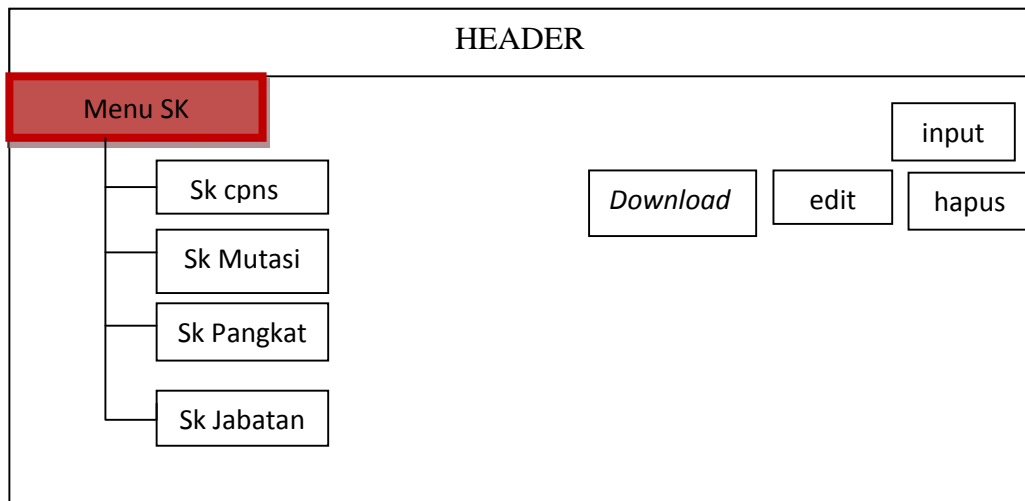 HEADER
Menu SK
input
Sk cpns
Download
edit
hapus
Sk Mutasi
Sk Pangkat
Sk Jabatan